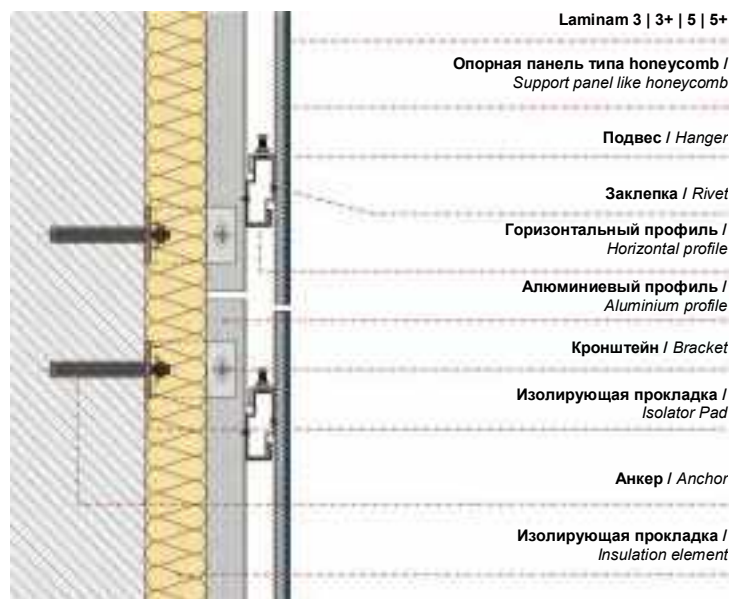 Laminam 3 | 3+ | 5 | 5+
Опорная панель типа honeycomb /
Support panel like honeycomb
Подвес / Hanger
Заклепка / Rivet
Горизонтальный профиль /
Horizontal profile
Алюминиевый профиль /
Aluminium profile
Кронштейн / Bracket
Изолирующая прокладка /
Isolator Pad
Анкер / Anchor
Изолирующая прокладка /
Insulation element